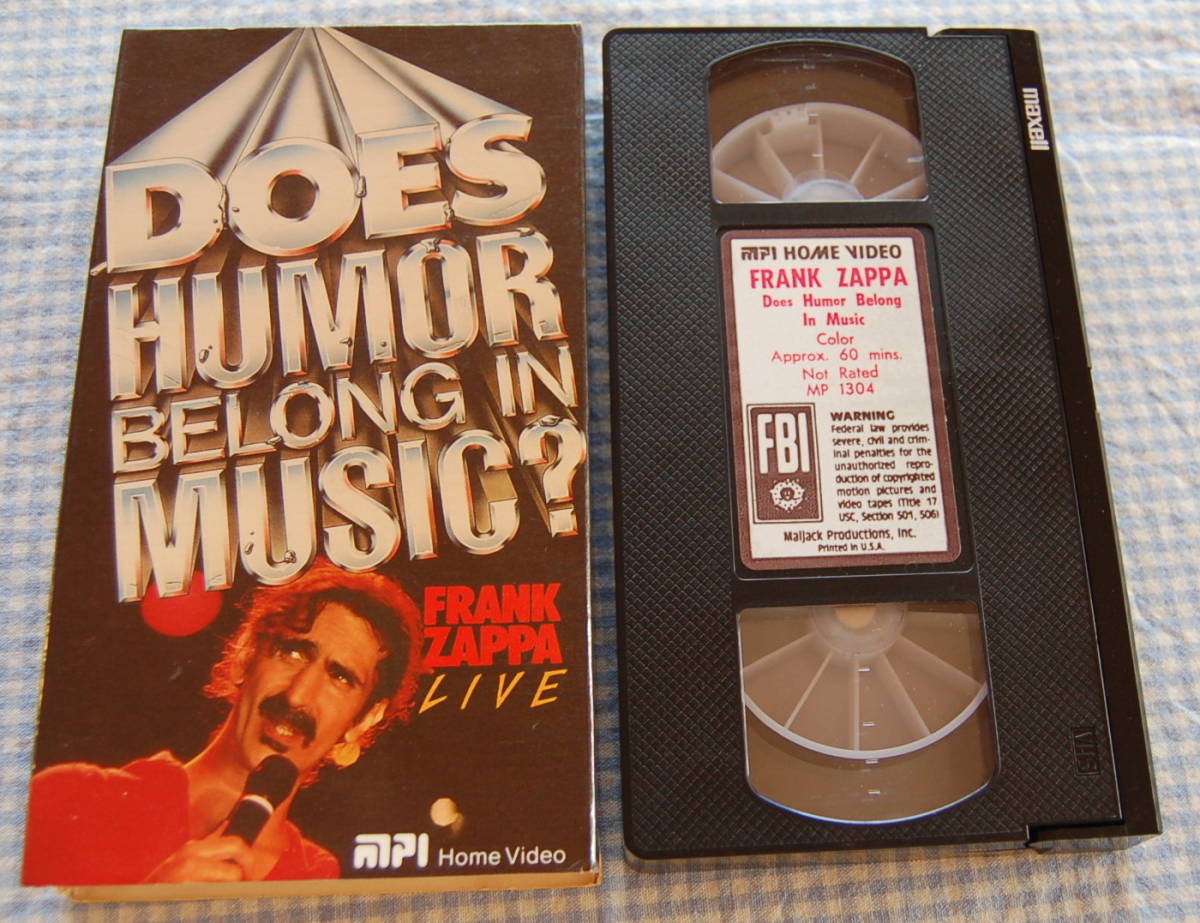 DOES
HUMOR
BELONG IN
MUSIC?
FRANK
ZAPPA
LIVE
MPI Home Video
maxell
MPI HOME VIDEO
FRANK ZAPPA
Does Humor Belong
In Music
Color
Approx. 60 mins.
Not Rated
MP 1304
FBI
WARNING
Federal law provides
severe, civil and crim-
inal penalties for the
unauthorized repro-
duction of copyrighted
motion pictures and
video tapes (Title 17
USC, Section 501, 506)
Maljack Productions, Inc.
Printed in U.S.A.
VHS